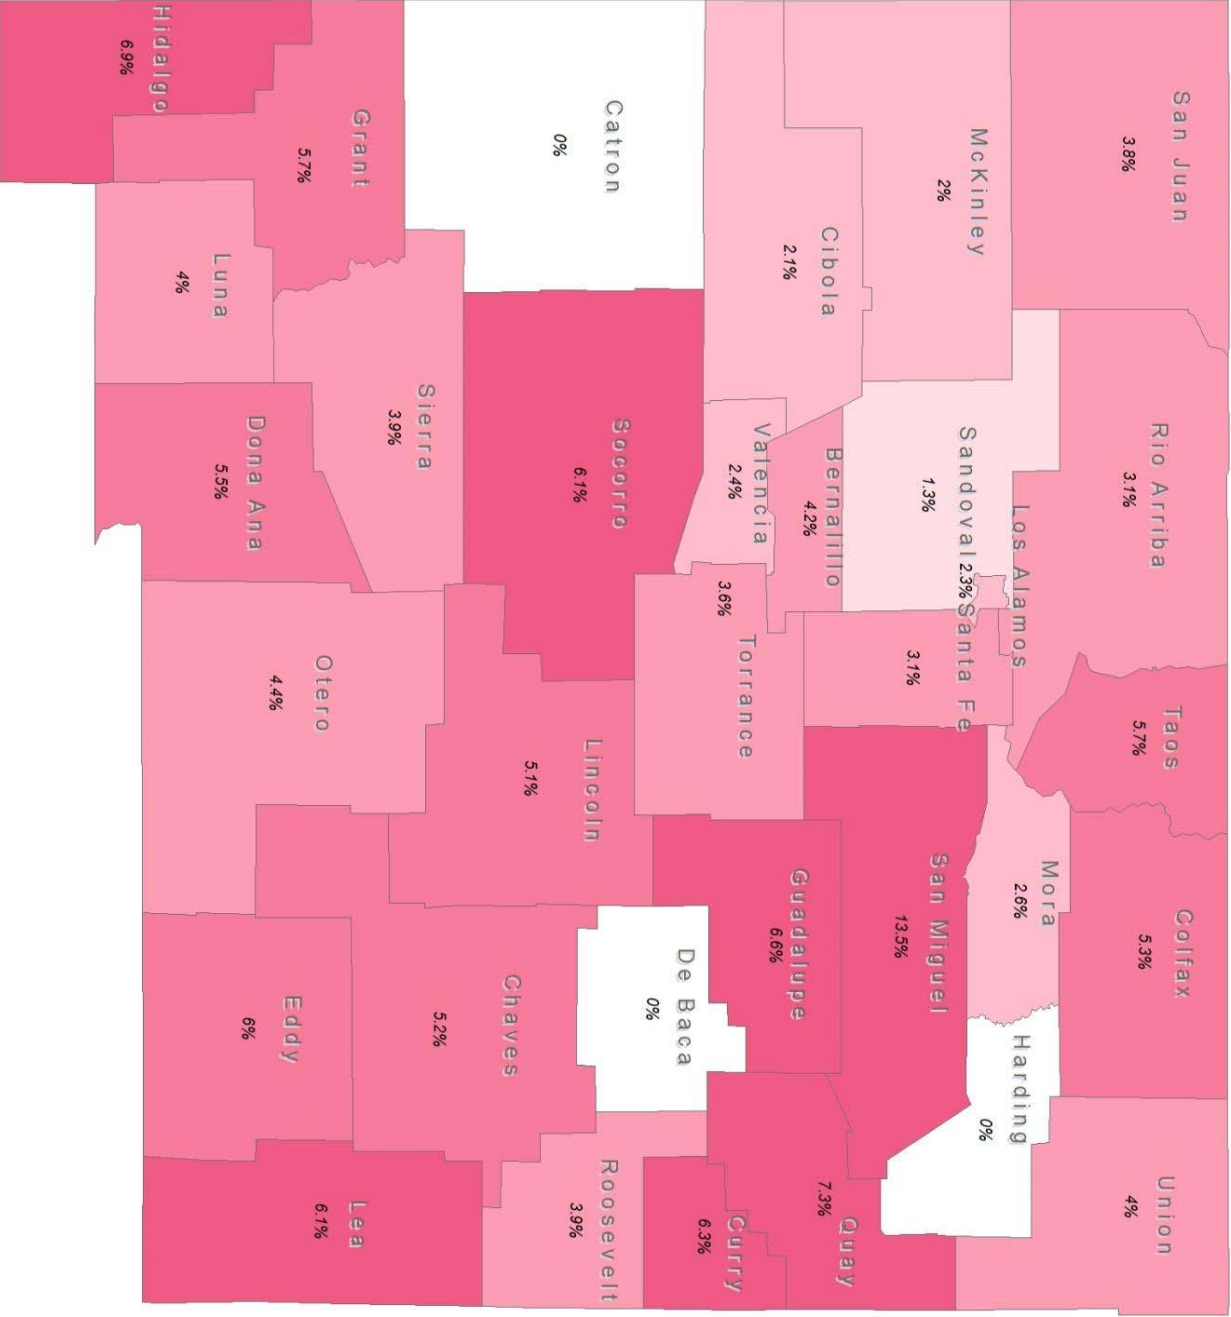 San Juan
3.8%
Rio Arriba
3.1%
Taos
5.7%
Colfax
5.3%
Union
4%
McKinley
2%
Los Alamos
2.3%
Sandoval
1.3%
Santa Fe
3.1%
Mora
2.6%
Harding
0%
San Miguel
13.5%
Cibola
2.1%
Bernalillo
4.2%
Valencia
2.4%
Torrance
3.6%
Guadalupe
6.6%
Quay
7.3%
Curry
6.3%
Catron
0%
Socorro
6.1%
Lincoln
5.1%
De Baca
0%
Roosevelt
3.9%
Chaves
5.2%
Sierra
3.9%
Grant
5.7%
Otero
4.4%
Eddy
6%
Lea
6.1%
Dona Ana
5.5%
Luna
4%
Hidalgo
6.9%